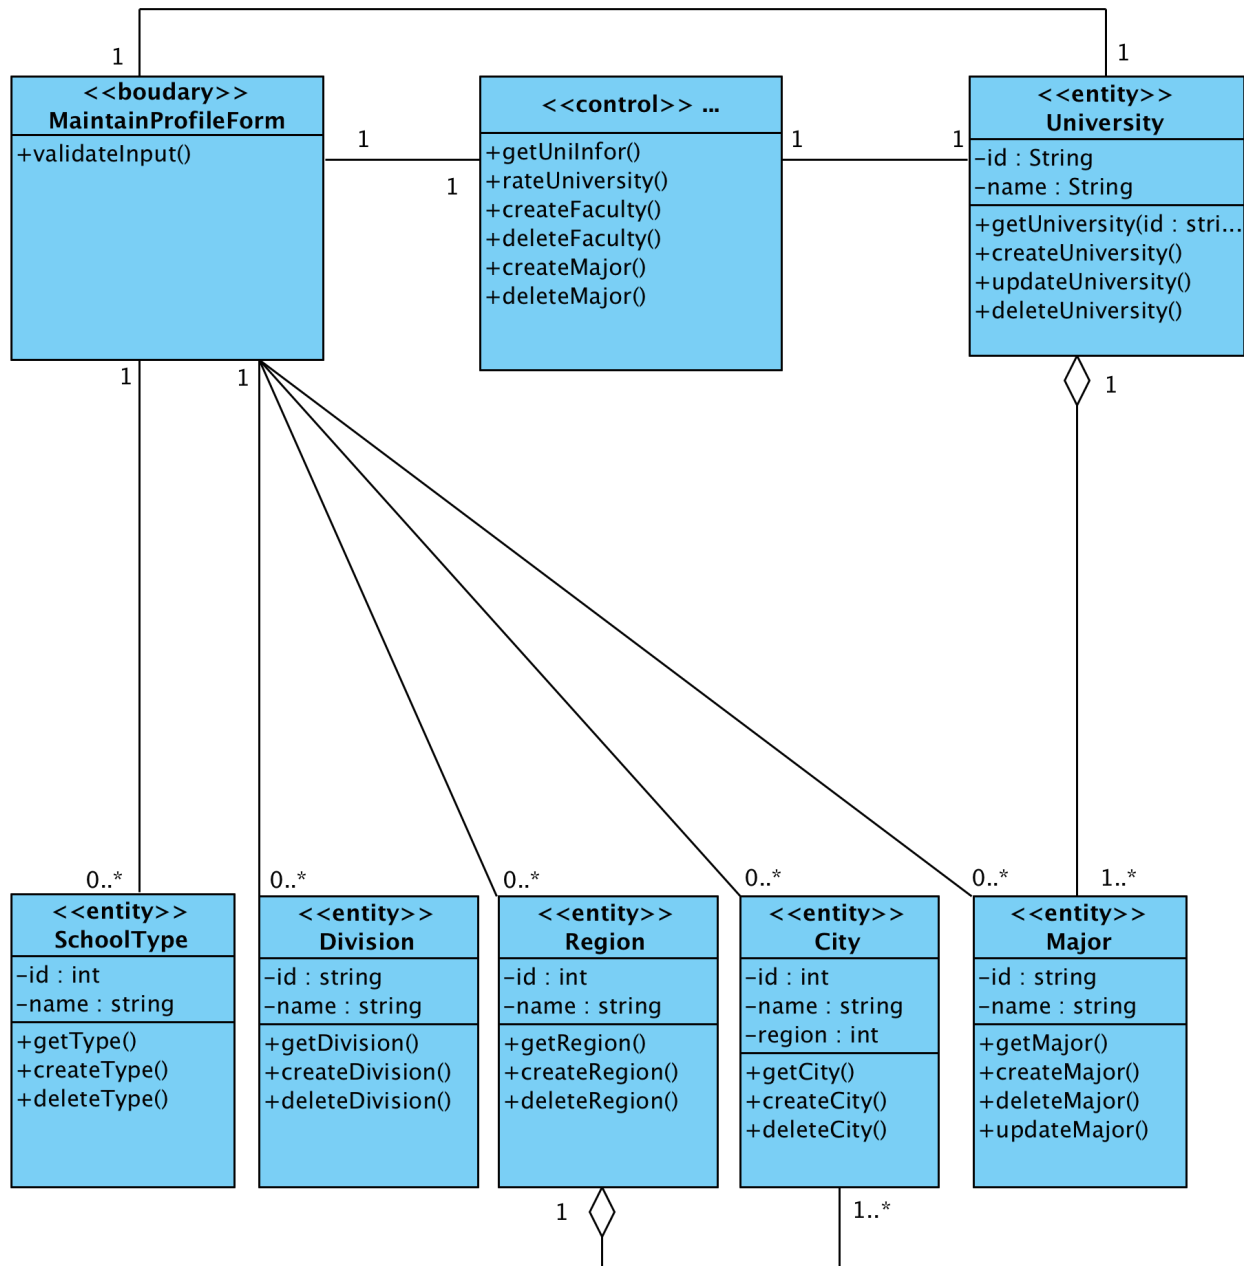 1
1
<<boudary>>
MaintainProfileForm
+validateInput()
1
1
<<control>> ...
+getUniInfor()
+rateUniversity()
+createFaculty()
+deleteFaculty()
+createMajor()
+deleteMajor()
1
1
<<entity>>
University
-id : String
-name : String
+getUniversity(id : stri...
+createUniversity()
+updateUniversity()
+deleteUniversity()
1
1
1
0..*
0..*
0..*
0..*
0..*
1..*
<<entity>>
SchoolType
-id : int
-name : string
+getType()
+createType()
+deleteType()
<<entity>>
Division
-id : string
-name : string
+getDivision()
+createDivision()
+deleteDivision()
<<entity>>
Region
-id : int
-name : string
+getRegion()
+createRegion()
+deleteRegion()
<<entity>>
City
-id : int
-name : string
-region : int
+getCity()
+createCity()
+deleteCity()
<<entity>>
Major
-id : string
-name : string
+getMajor()
+createMajor()
+deleteMajor()
+updateMajor()
1
1..*